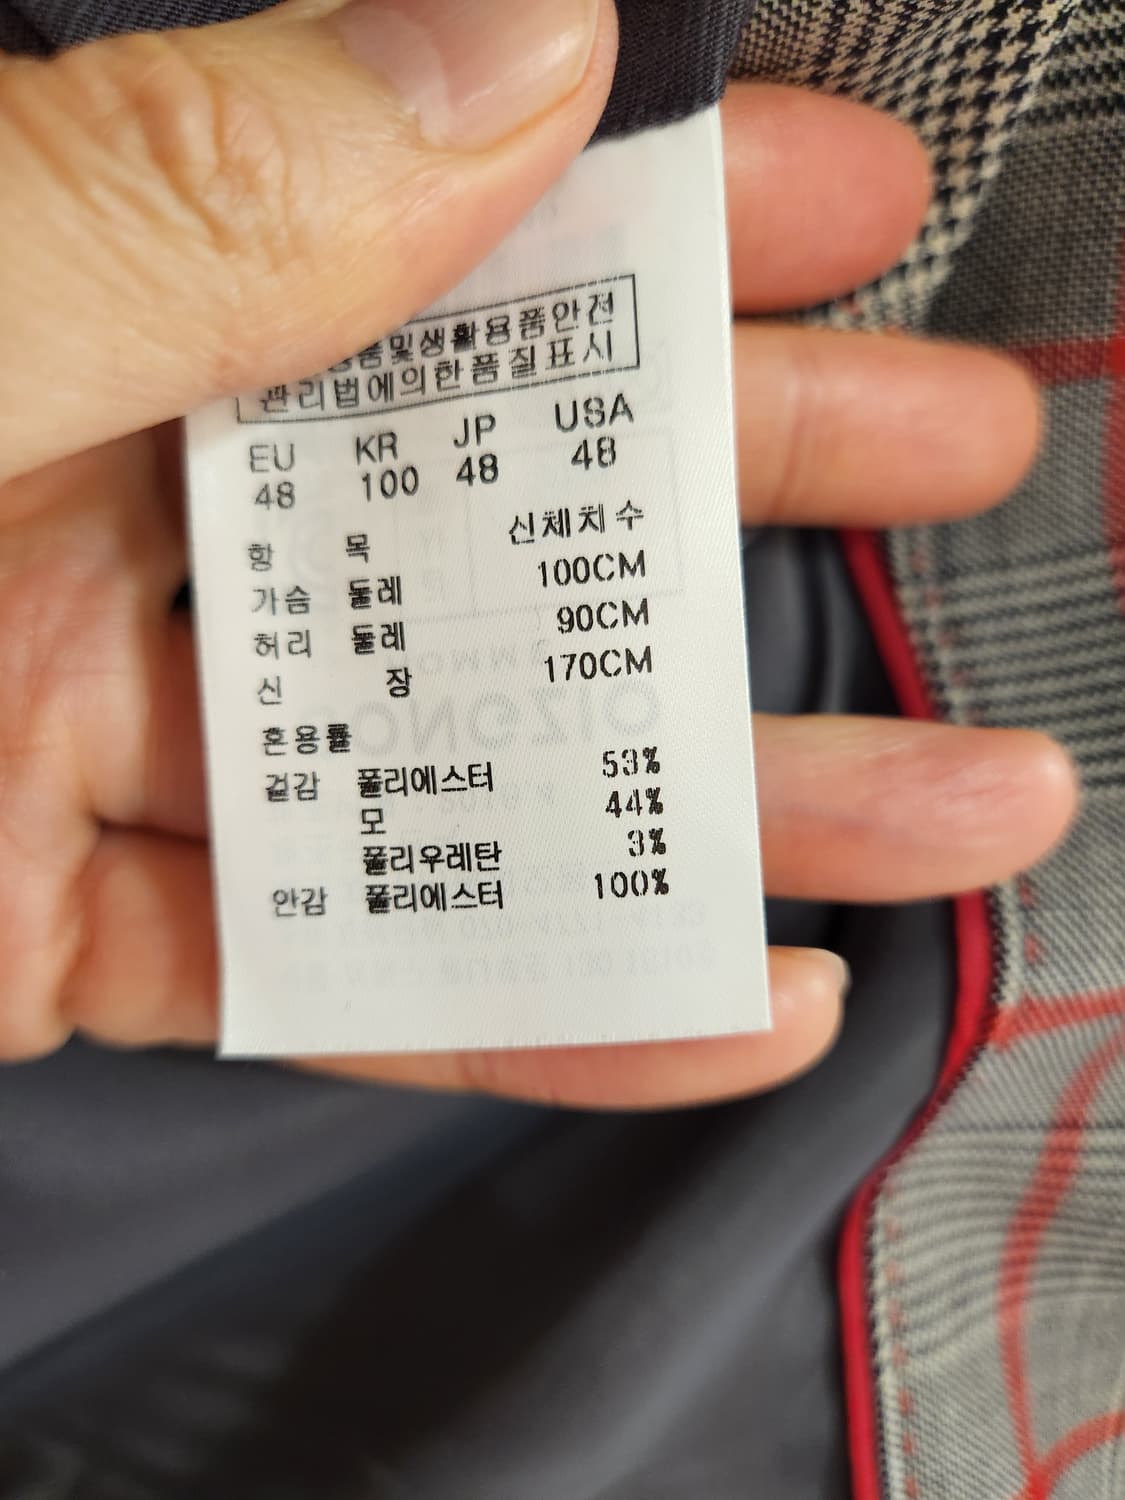 품및생활용품안전
관리법에의한품질표시
EU KR JP USA
48 100 48 48
항 목 신체치수
가슴 둘레 100CM
허리 둘레 90CM
신 장 170CM
혼용률
겉감 폴리에스터 53%
모 44%
폴리우레탄 3%
안감 폴리에스터 100%